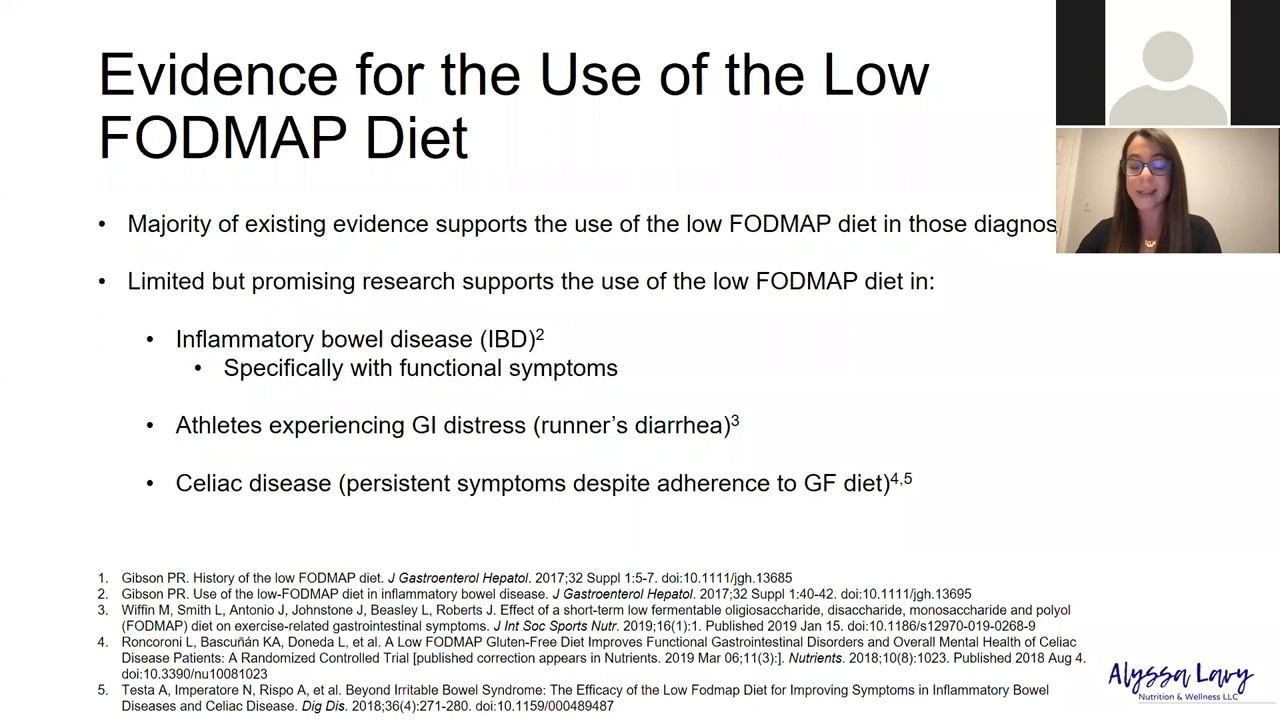 Evidence for the Use of the Low
FODMAP Diet
• Majority of existing evidence supports the use of the low FODMAP diet in those diagnos
• Limited but promising research supports the use of the low FODMAP diet in:
• Inflammatory bowel disease (IBD)2
• Specifically with functional symptoms
• Athletes experiencing GI distress (runner’s diarrhea)3
• Celiac disease (persistent symptoms despite adherence to GF diet)4,5
1. Gibson PR. History of the low FODMAP diet. J Gastroenterol Hepatol. 2017;32 Suppl 1:5-7. doi:10.1111/jgh.13685
2. Gibson PR. Use of the low-FODMAP diet in inflammatory bowel disease. J Gastroenterol Hepatol. 2017;32 Suppl 1:40-42. doi:10.1111/jgh.13695
3. Wiffin M, Smith L, Antonio J, Johnstone J, Beasley L, Roberts J. Effect of a short-term low fermentable oligiosaccharide, disaccharide, monosaccharide and polyol
(FODMAP) diet on exercise-related gastrointestinal symptoms. J Int Soc Sports Nutr. 2019;16(1):1. Published 2019 Jan 15. doi:10.1186/s12970-019-0268-9
4. Roncoroni L, Bascuñán KA, Doneda L, et al. A Low FODMAP Gluten-Free Diet Improves Functional Gastrointestinal Disorders and Overall Mental Health of Celiac
Disease Patients: A Randomized Controlled Trial [published correction appears in Nutrients. 2019 Mar 06;11(3):]. Nutrients. 2018;10(8):1023. Published 2018 Aug 4.
doi:10.3390/nu10081023
5. Testa A, Imperatore N, Rispo A, et al. Beyond Irritable Bowel Syndrome: The Efficacy of the Low Fodmap Diet for Improving Symptoms in Inflammatory Bowel
Diseases and Celiac Disease. Dig Dis. 2018;36(4):271-280. doi:10.1159/000489487
Alyssa Lavy
Nutrition & Wellness LLC